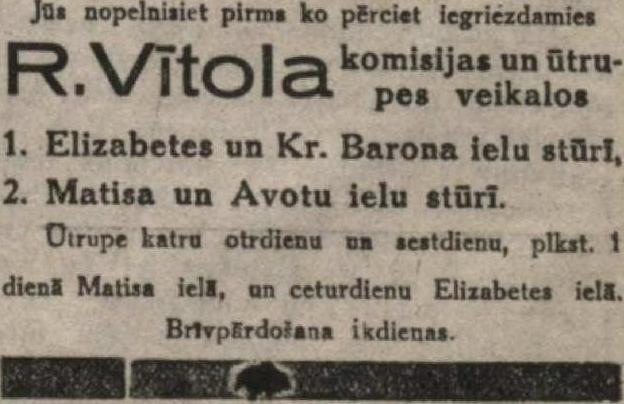 Jūs nopelnisiet pirms ko pērciet iegriezdamies
R. Vītola komisijas un ūtru-
pes veikalos
1. Elizabetes un Kr. Barona ielu stūrī,
2. Matisa un Avotu ielu stūrī.
Ūtrupe katru otrdienu un sestdienu, plkst. 1
dienā Matisa ielā, un ceturdienu Elizabetes ielā.
Brīvpārdošana ikdienas.